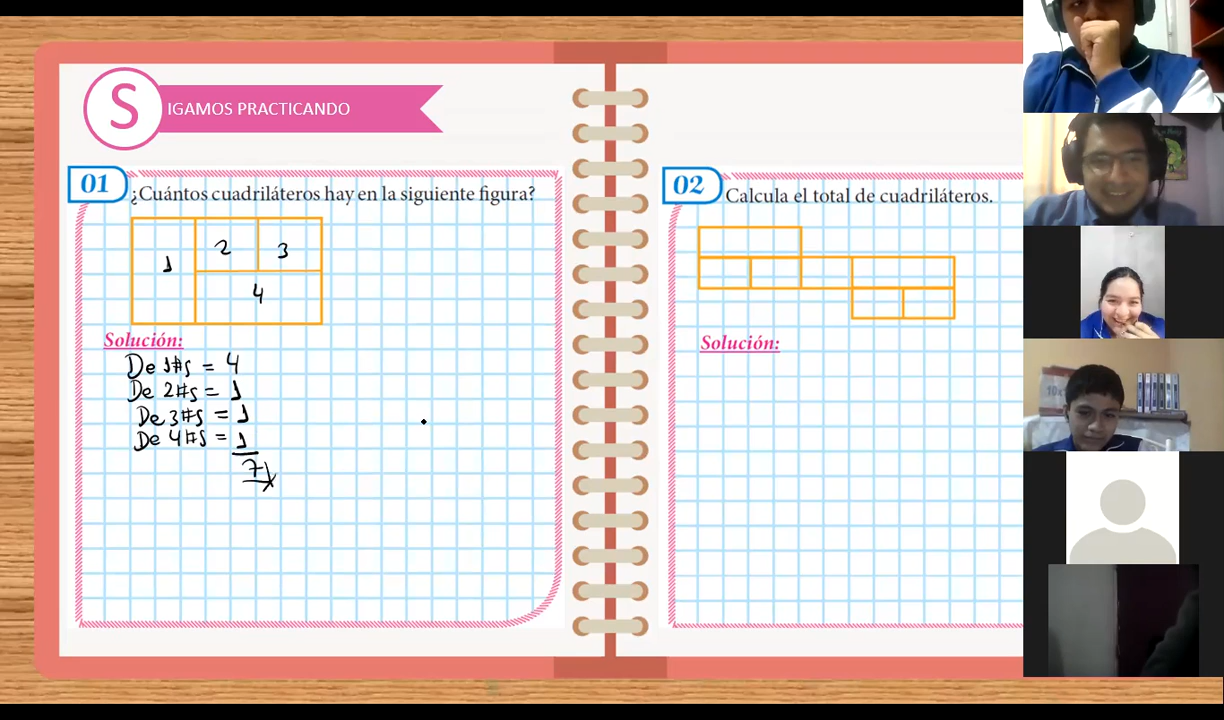 S
IGAMOS PRACTICANDO
01
¿Cuántos cuadriláteros hay en la siguiente figura?
1
2
3
4
Solución:
De 1#s = 4
De 2#s = 1
De 3#s = 1
De 4#s = 1
7
02
Calcula el total de cuadriláteros.
Solución: